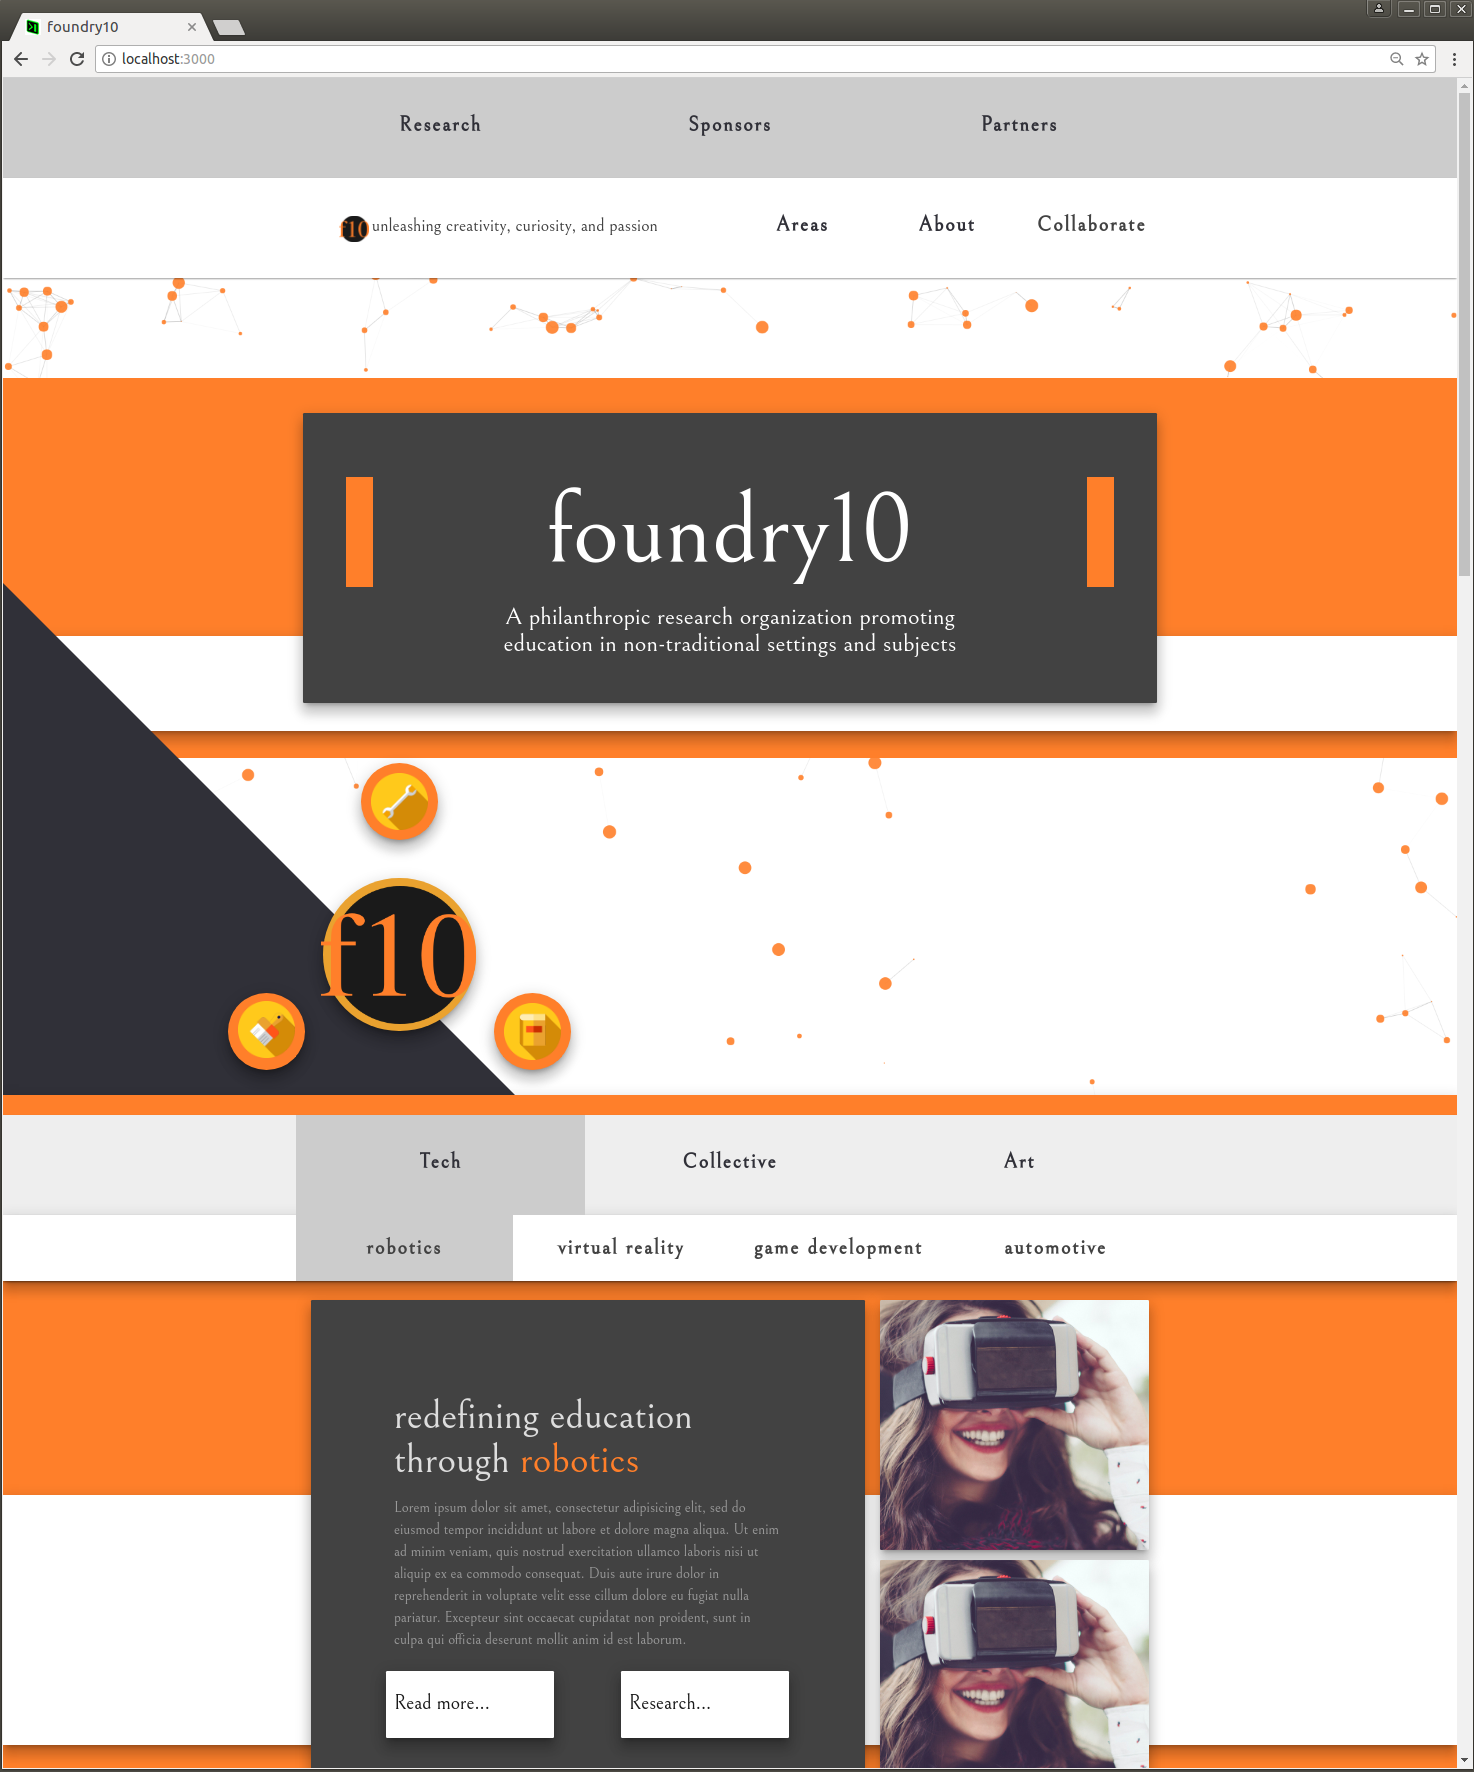 foundry10
localhost:3000
Research Sponsors Partners
f10 unleashing creativity, curiosity, and passion Areas About Collaborate
foundry10
A philanthropic research organization promoting
education in non-traditional settings and subjects
f10
Tech Collective Art
robotics virtual reality game development automotive
redefining education
through robotics
Lorem ipsum dolor sit amet, consectetur adipisicing elit, sed do
eiusmod tempor incididunt ut labore et dolore magna aliqua. Ut enim
ad minim veniam, quis nostrud exercitation ullamco laboris nisi ut
aliquip ex ea commodo consequat. Duis aute irure dolor in
reprehenderit in voluptate velit esse cillum dolore eu fugiat nulla
pariatur. Excepteur sint occaecat cupidatat non proident, sunt in
culpa qui officia deserunt mollit anim id est laborum.
Read more... Research...